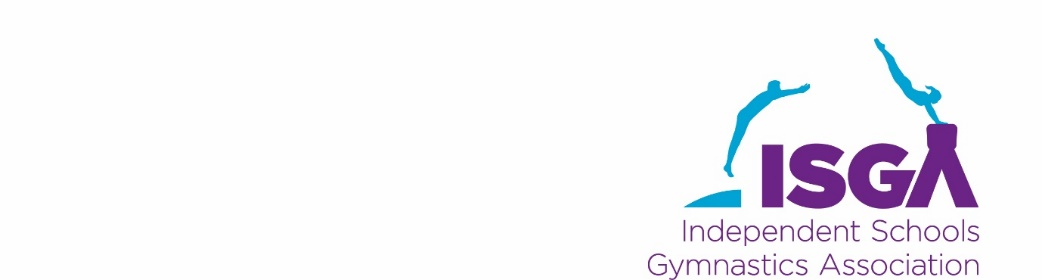 ISGA
Independent Schools
Gymnastics Association